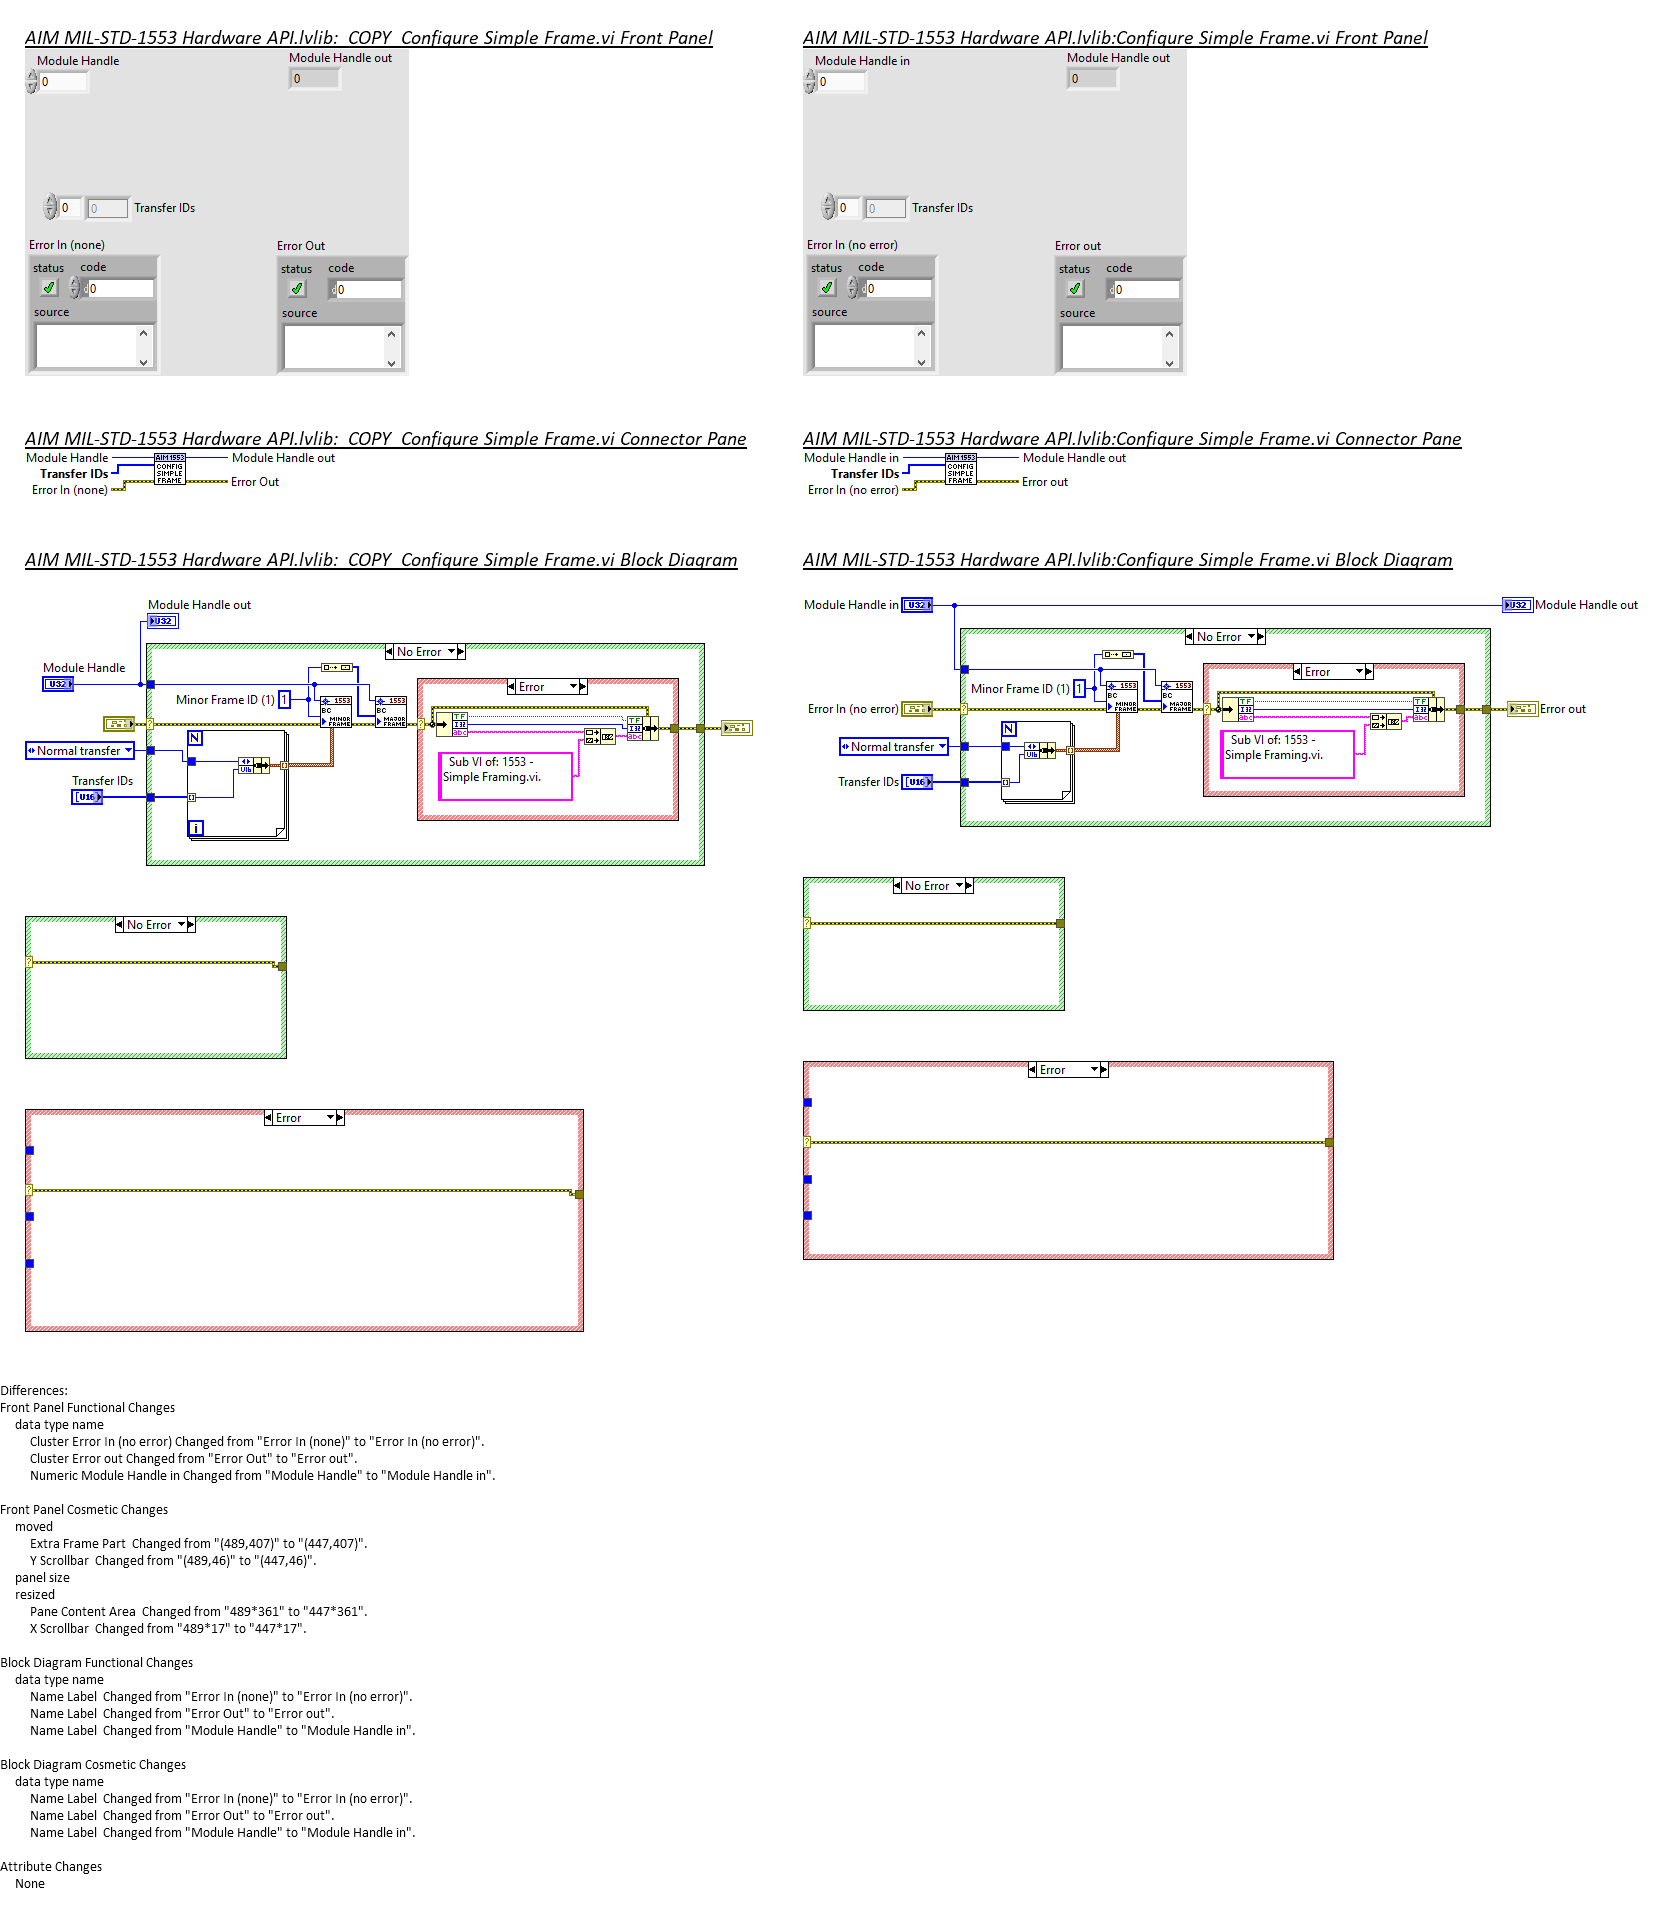 AIM MIL-STD-1553 Hardware API.lvlib:  COPY  Configure Simple Frame.vi Front Panel
Module Handle
Module Handle out
0
0
0
0
Transfer IDs
Error In (none)
Error Out
status
code
status
code
d 0
d 0
source
source
AIM MIL-STD-1553 Hardware API.lvlib:Configure Simple Frame.vi Front Panel
Module Handle in
Module Handle out
0
0
0
0
Transfer IDs
Error In (no error)
Error out
status
code
status
code
d 0
d 0
source
source
AIM MIL-STD-1553 Hardware API.lvlib:  COPY  Configure Simple Frame.vi Connector Pane
Module Handle
AIM 1553
Module Handle out
Transfer IDs
CONFIG
SIMPLE
FRAME
Error In (none)
Error Out
AIM MIL-STD-1553 Hardware API.lvlib:Configure Simple Frame.vi Connector Pane
Module Handle in
AIM 1553
Module Handle out
Transfer IDs
CONFIG
SIMPLE
FRAME
Error In (no error)
Error out
AIM MIL-STD-1553 Hardware API.lvlib:  COPY  Configure Simple Frame.vi Block Diagram
Module Handle out
U32
No Error
Module Handle
U32
Minor Frame ID (1) 1
1553
BC
MINOR
FRAME
1553
BC
MAJOR
FRAME
Error
TF
I32
abc
TF
I32
abc
Normal transfer
N
Sub VI of: 1553 -
Simple Framing.vi.
Transfer IDs
U16
i
No Error
Error
AIM MIL-STD-1553 Hardware API.lvlib:Configure Simple Frame.vi Block Diagram
Module Handle in
U32
U32
Module Handle out
No Error
Minor Frame ID (1) 1
1553
BC
MINOR
FRAME
1553
BC
MAJOR
FRAME
Error
Error In (no error)
TF
I32
abc
TF
I32
abc
Error out
Normal transfer
N
Sub VI of: 1553 -
Simple Framing.vi.
Transfer IDs
U16
No Error
Error
Differences:
Front Panel Functional Changes
data type name
Cluster Error In (no error) Changed from "Error In (none)" to "Error In (no error)".
Cluster Error out Changed from "Error Out" to "Error out".
Numeric Module Handle in Changed from "Module Handle" to "Module Handle in".
Front Panel Cosmetic Changes
moved
Extra Frame Part  Changed from "(489,407)" to "(447,407)".
Y Scrollbar  Changed from "(489,46)" to "(447,46)".
panel size
resized
Pane Content Area  Changed from "489*361" to "447*361".
X Scrollbar  Changed from "489*17" to "447*17".
Block Diagram Functional Changes
data type name
Name Label  Changed from "Error In (none)" to "Error In (no error)".
Name Label  Changed from "Error Out" to "Error out".
Name Label  Changed from "Module Handle" to "Module Handle in".
Block Diagram Cosmetic Changes
data type name
Name Label  Changed from "Error In (none)" to "Error In (no error)".
Name Label  Changed from "Error Out" to "Error out".
Name Label  Changed from "Module Handle" to "Module Handle in".
Attribute Changes
None